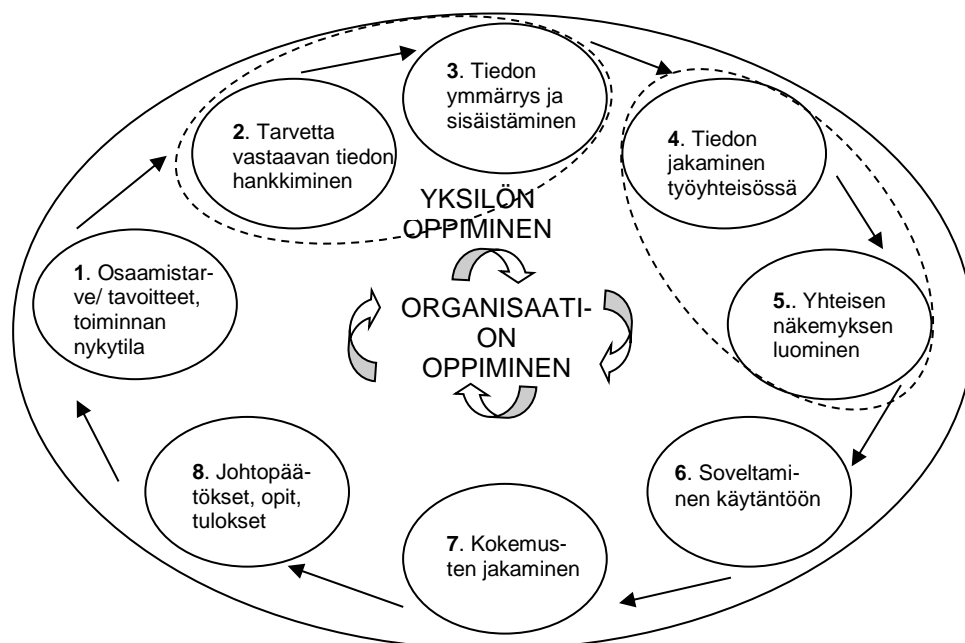 1. Osaamistar-
ve/ tavoitteet,
toiminnan
nykytila
2. Tarvetta
vastaavan tiedon
hankkiminen
3. Tiedon
ymmärrys ja
sisäistäminen
4. Tiedon
jakaminen
työyhteisössä
5.. Yhteisen
näkemyksen
luominen
6. Soveltami-
nen käytäntöön
7. Kokemus-
ten jakaminen
8. Johtopää-
tökset, opit,
tulokset
YKSILÖN
OPPIMINEN
ORGANISAATI-
ON
OPPIMINEN